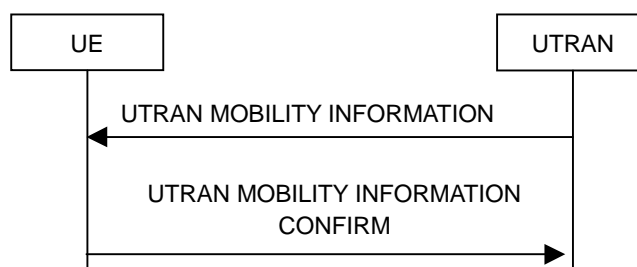 UE
UTRAN
UTRAN MOBILITY INFORMATION
UTRAN MOBILITY INFORMATION
CONFIRM